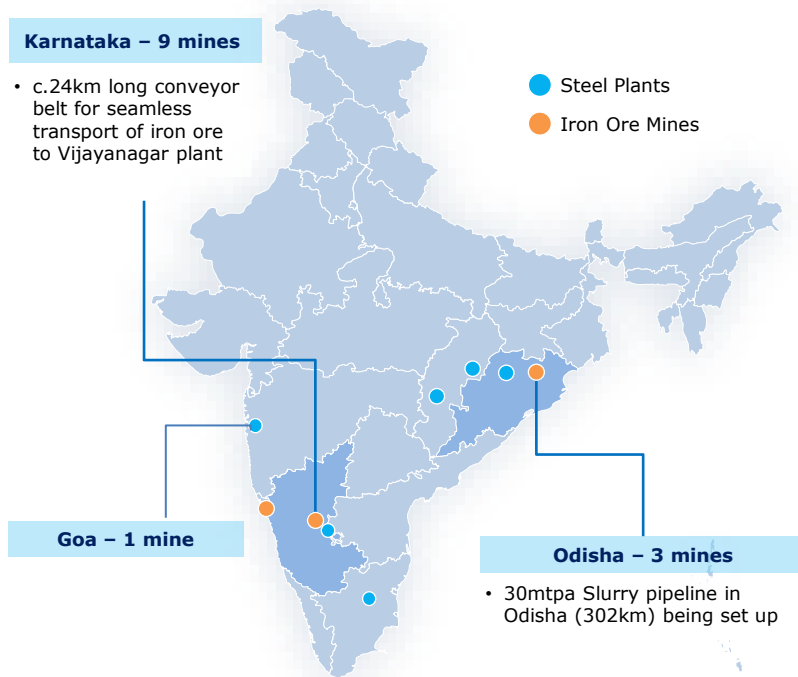 Karnataka – 9 mines
• c.24km long conveyor
belt for seamless
transport of iron ore
to Vijayanagar plant
Steel Plants
Iron Ore Mines
Goa – 1 mine
Odisha – 3 mines
• 30mtpa Slurry pipeline in
Odisha (302km) being set up